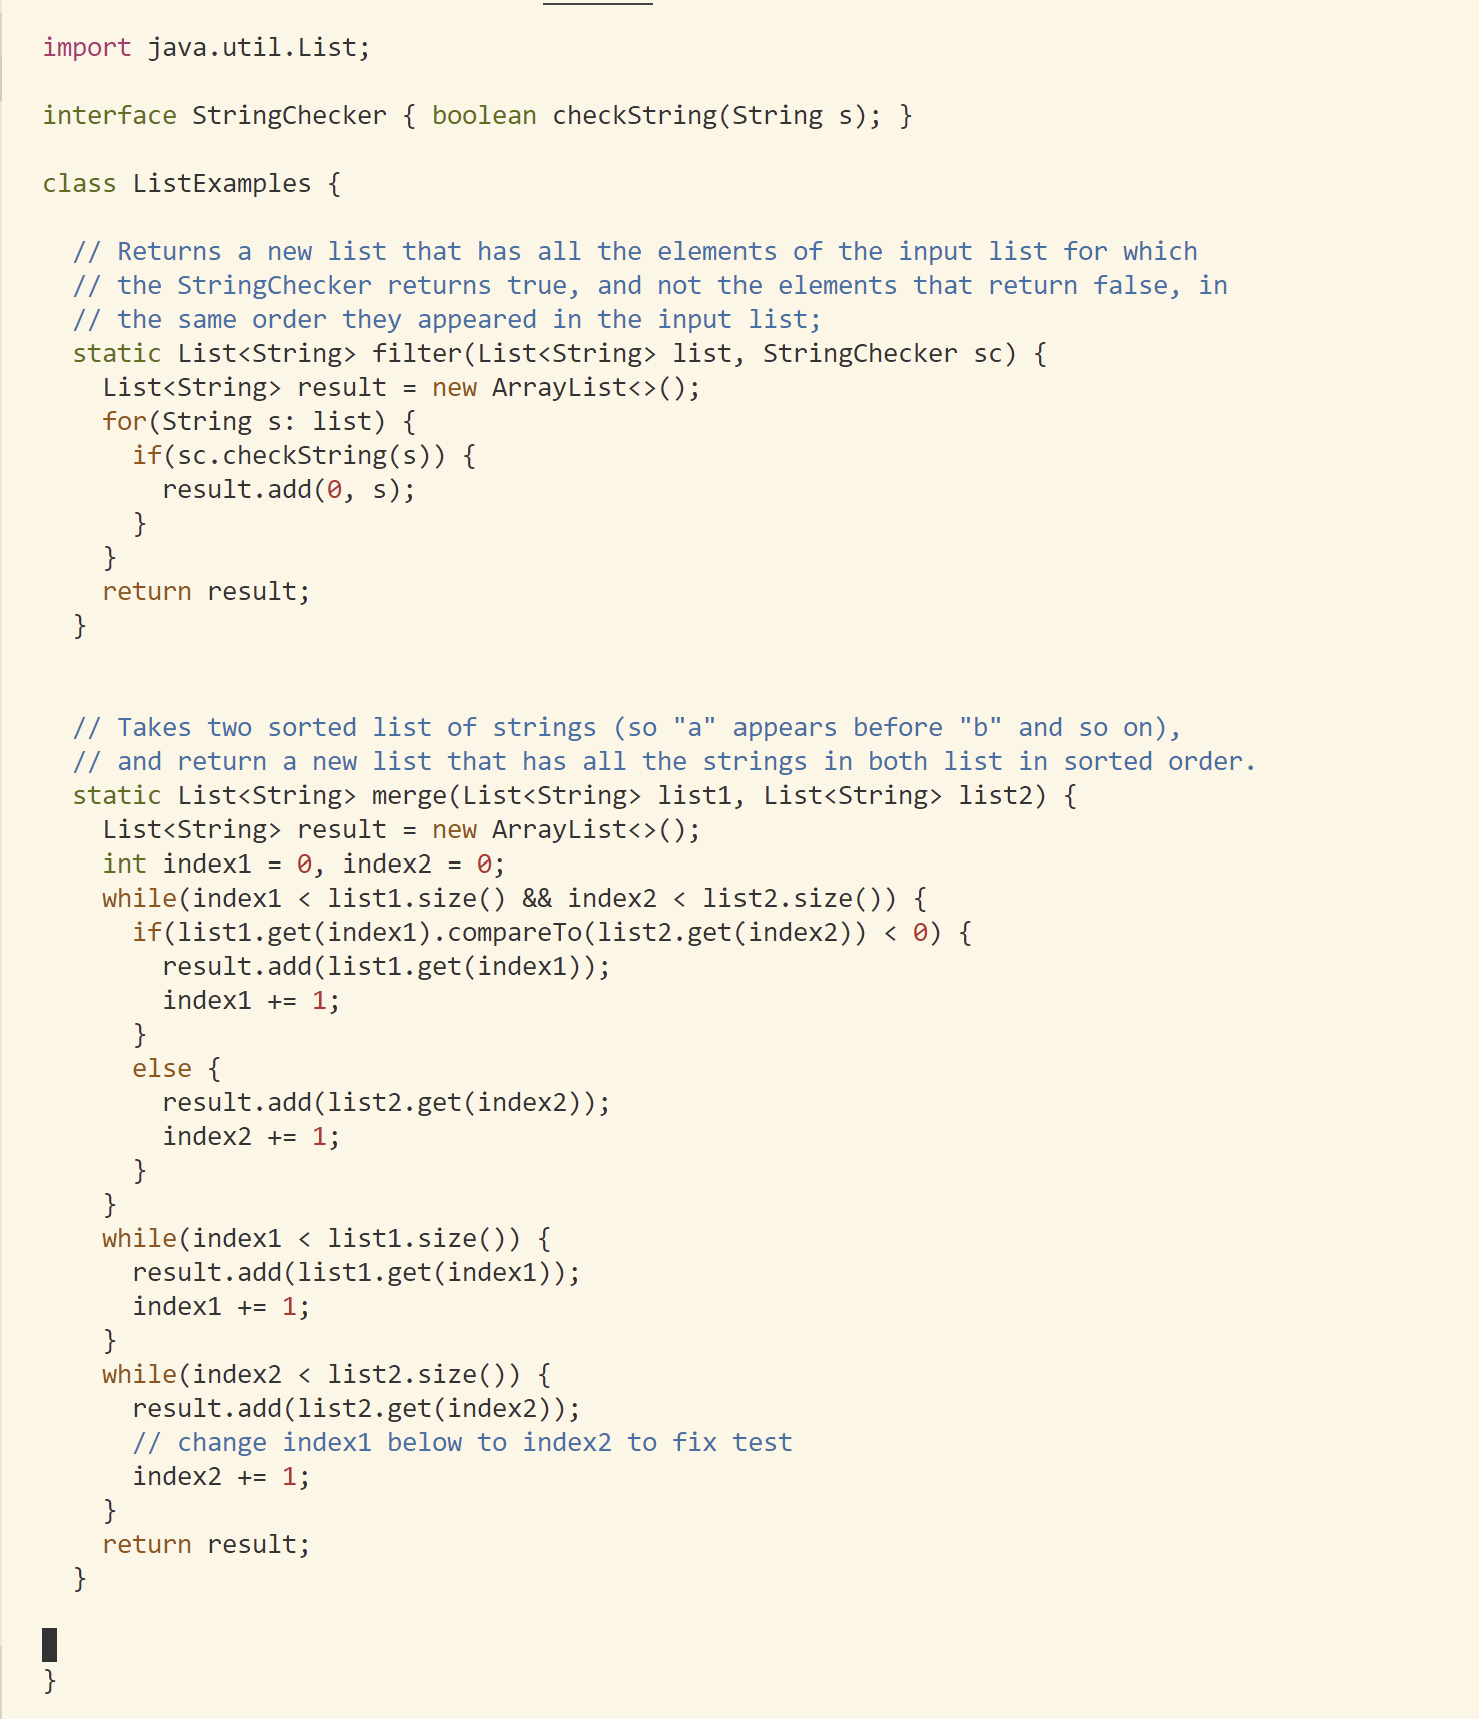 import java.util.List;
interface StringChecker { boolean checkString(String s); }
class ListExamples {
  // Returns a new list that has all the elements of the input list for which
  // the StringChecker returns true, and not the elements that return false, in
  // the same order they appeared in the input list;
  static List<String> filter(List<String> list, StringChecker sc) {
    List<String> result = new ArrayList<>();
    for(String s: list) {
      if(sc.checkString(s)) {
        result.add(0, s);
      }
    }
    return result;
  }
  // Takes two sorted list of strings (so "a" appears before "b" and so on),
  // and return a new list that has all the strings in both list in sorted order.
  static List<String> merge(List<String> list1, List<String> list2) {
    List<String> result = new ArrayList<>();
    int index1 = 0, index2 = 0;
    while(index1 < list1.size() && index2 < list2.size()) {
      if(list1.get(index1).compareTo(list2.get(index2)) < 0) {
        result.add(list1.get(index1));
        index1 += 1;
      }
      else {
        result.add(list2.get(index2));
        index2 += 1;
      }
    }
    while(index1 < list1.size()) {
      result.add(list1.get(index1));
      index1 += 1;
    }
    while(index2 < list2.size()) {
      result.add(list2.get(index2));
      // change index1 below to index2 to fix test
      index2 += 1;
    }
    return result;
  }
}